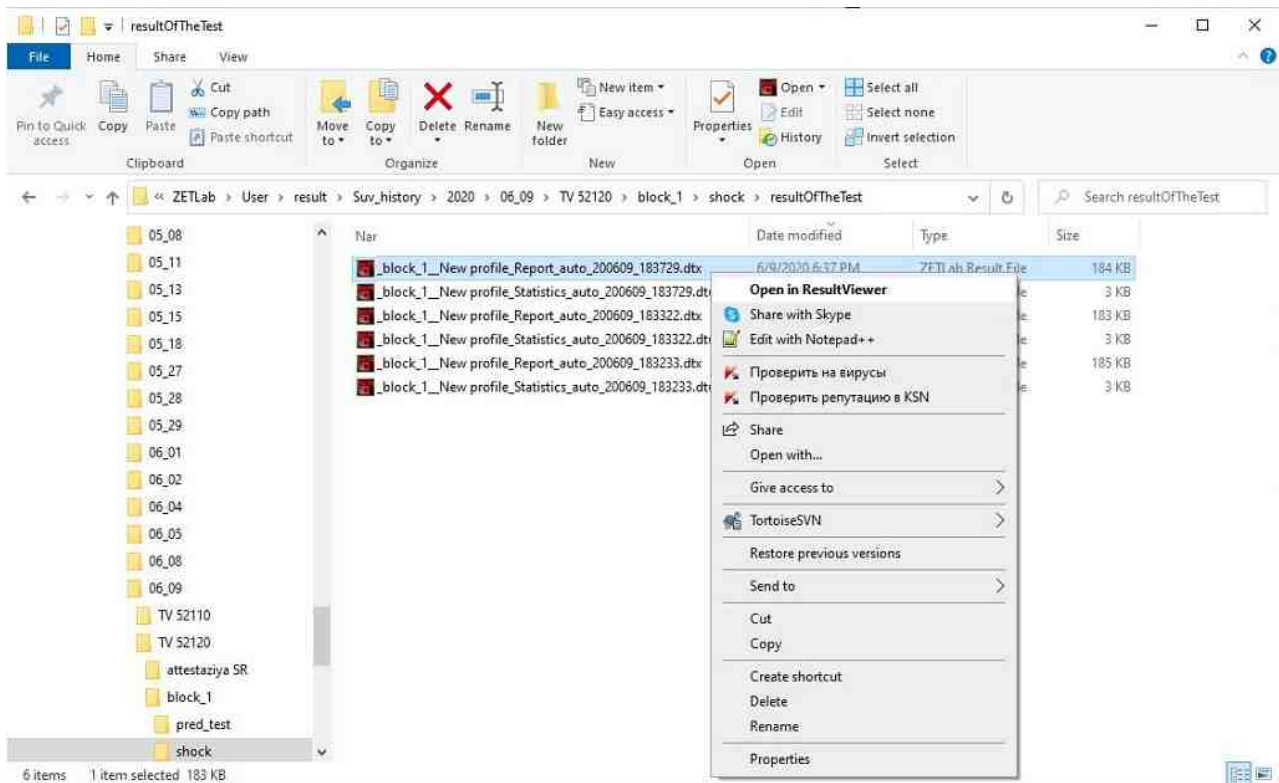 resultOfTheTest
File Home Share View
Pin to Quick access
Copy
Paste
Cut
Copy path
Paste shortcut
Clipboard
Move to
Copy to
Delete
Rename
Organize
New folder
New item
Easy access
New
Properties
Open
Edit
History
Open
Select all
Select none
Invert selection
Select
« ZETLab › User › result › Suv_history › 2020 › 06_09 › TV 52120 › block_1 › shock › resultOfTheTest
Search resultOfTheTest
05_08
05_11
05_13
05_15
05_18
05_27
05_28
05_29
06_01
06_02
06_04
06_05
06_08
06_09
TV 52110
TV 52120
attestaziya SR
block_1
pred_test
shock
Nar Date modified Type Size
_block_1__New profile_Report_auto_200609_183729.dtx 6/9/2020 6:37 PM ZETLab Result File 184 KB
_block_1__New profile_Statistics_auto_200609_183729.dt 3 KB
_block_1__New profile_Report_auto_200609_183322.dtx 183 KB
_block_1__New profile_Statistics_auto_200609_183322.dt 3 KB
_block_1__New profile_Report_auto_200609_183233.dtx 185 KB
_block_1__New profile_Statistics_auto_200609_183233.dt 3 KB
Open in ResultViewer
Share with Skype
Edit with Notepad++
Проверить на вирусы
Проверить репутацию в KSN
Share
Open with...
Give access to
TortoiseSVN
Restore previous versions
Send to
Cut
Copy
Create shortcut
Delete
Rename
Properties
6 items 1 item selected 183 KB